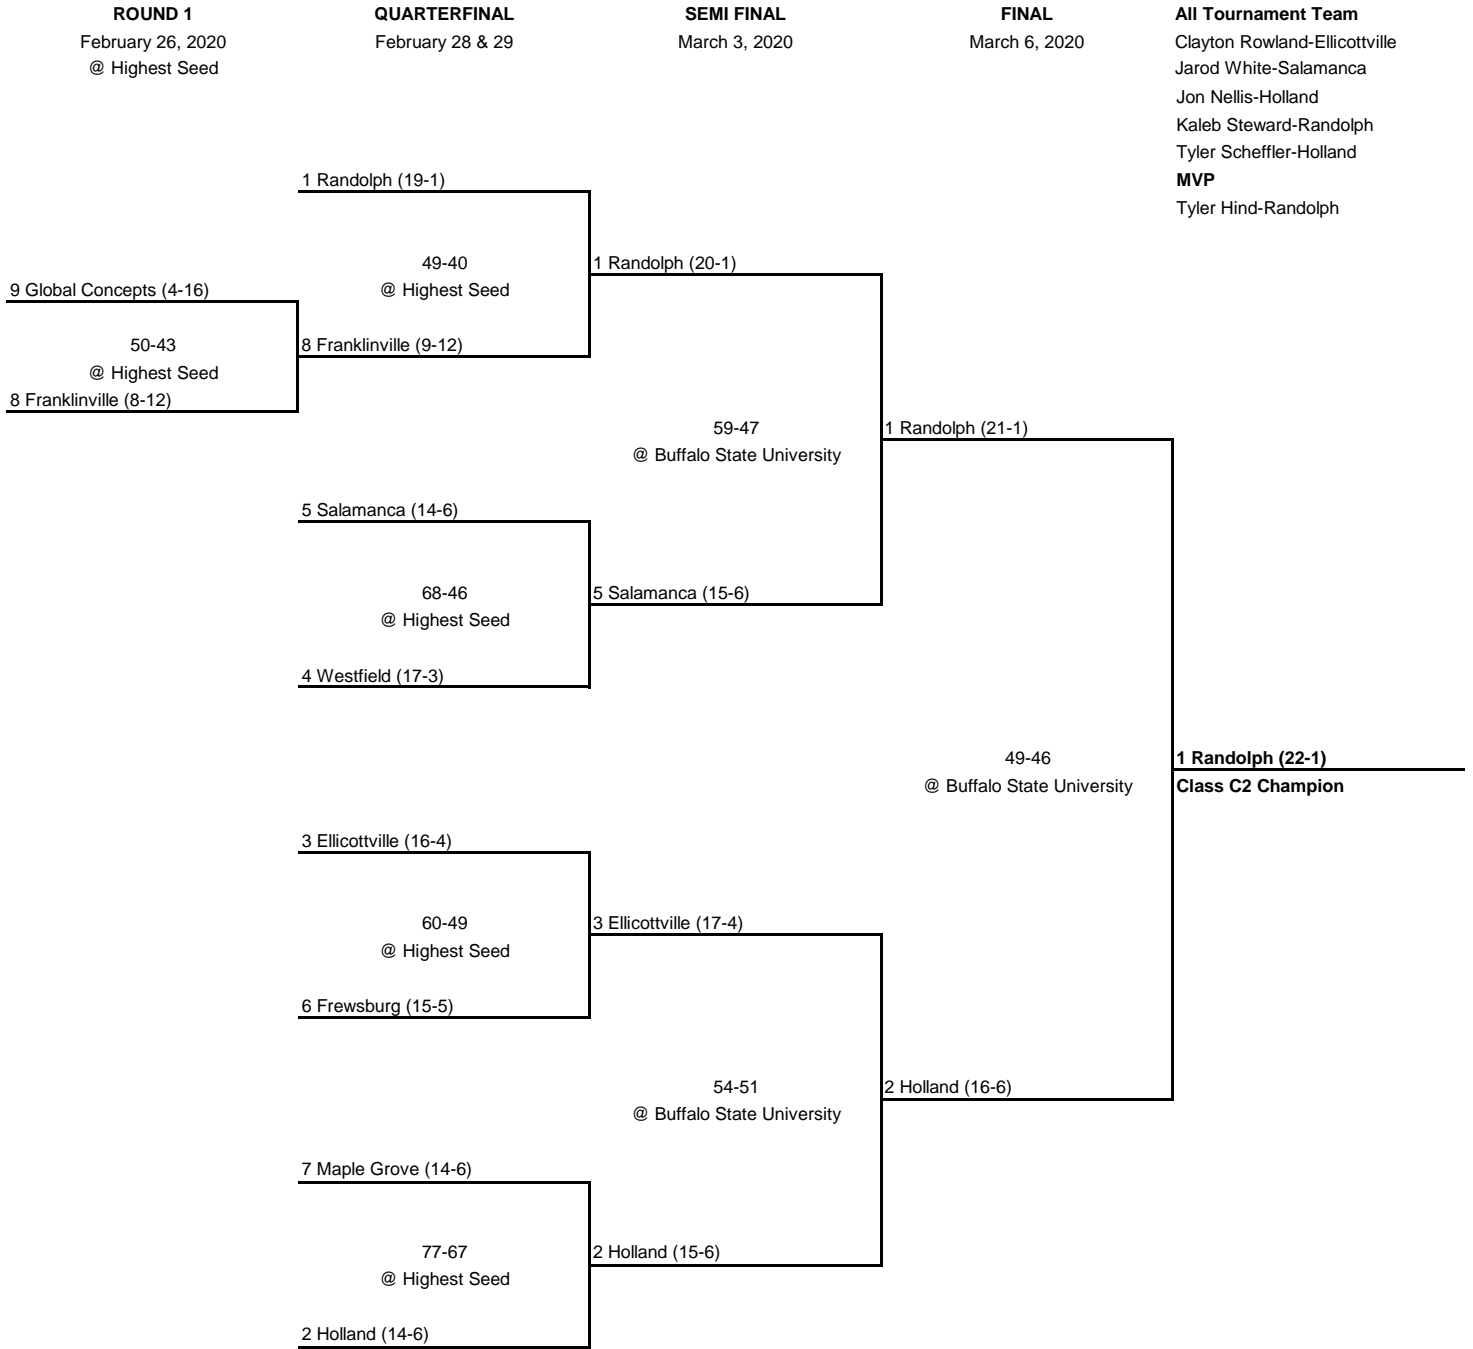 ROUND 1
February 26, 2020
@ Highest Seed
QUARTERFINAL
February 28 & 29
SEMI FINAL
March 3, 2020
FINAL
March 6, 2020
All Tournament Team
Clayton Rowland-Ellicottville
Jarod White-Salamanca
Jon Nellis-Holland
Kaleb Steward-Randolph
Tyler Scheffler-Holland
MVP
Tyler Hind-Randolph
9 Global Concepts (4-16)
50-43
@ Highest Seed
8 Franklinville (8-12)
1 Randolph (19-1)
49-40
@ Highest Seed
8 Franklinville (9-12)
5 Salamanca (14-6)
68-46
@ Highest Seed
4 Westfield (17-3)
3 Ellicottville (16-4)
60-49
@ Highest Seed
6 Frewsburg (15-5)
7 Maple Grove (14-6)
77-67
@ Highest Seed
2 Holland (14-6)
1 Randolph (20-1)
59-47
@ Buffalo State University
5 Salamanca (15-6)
3 Ellicottville (17-4)
54-51
@ Buffalo State University
2 Holland (15-6)
1 Randolph (21-1)
49-46
@ Buffalo State University
2 Holland (16-6)
1 Randolph (22-1)
Class C2 Champion